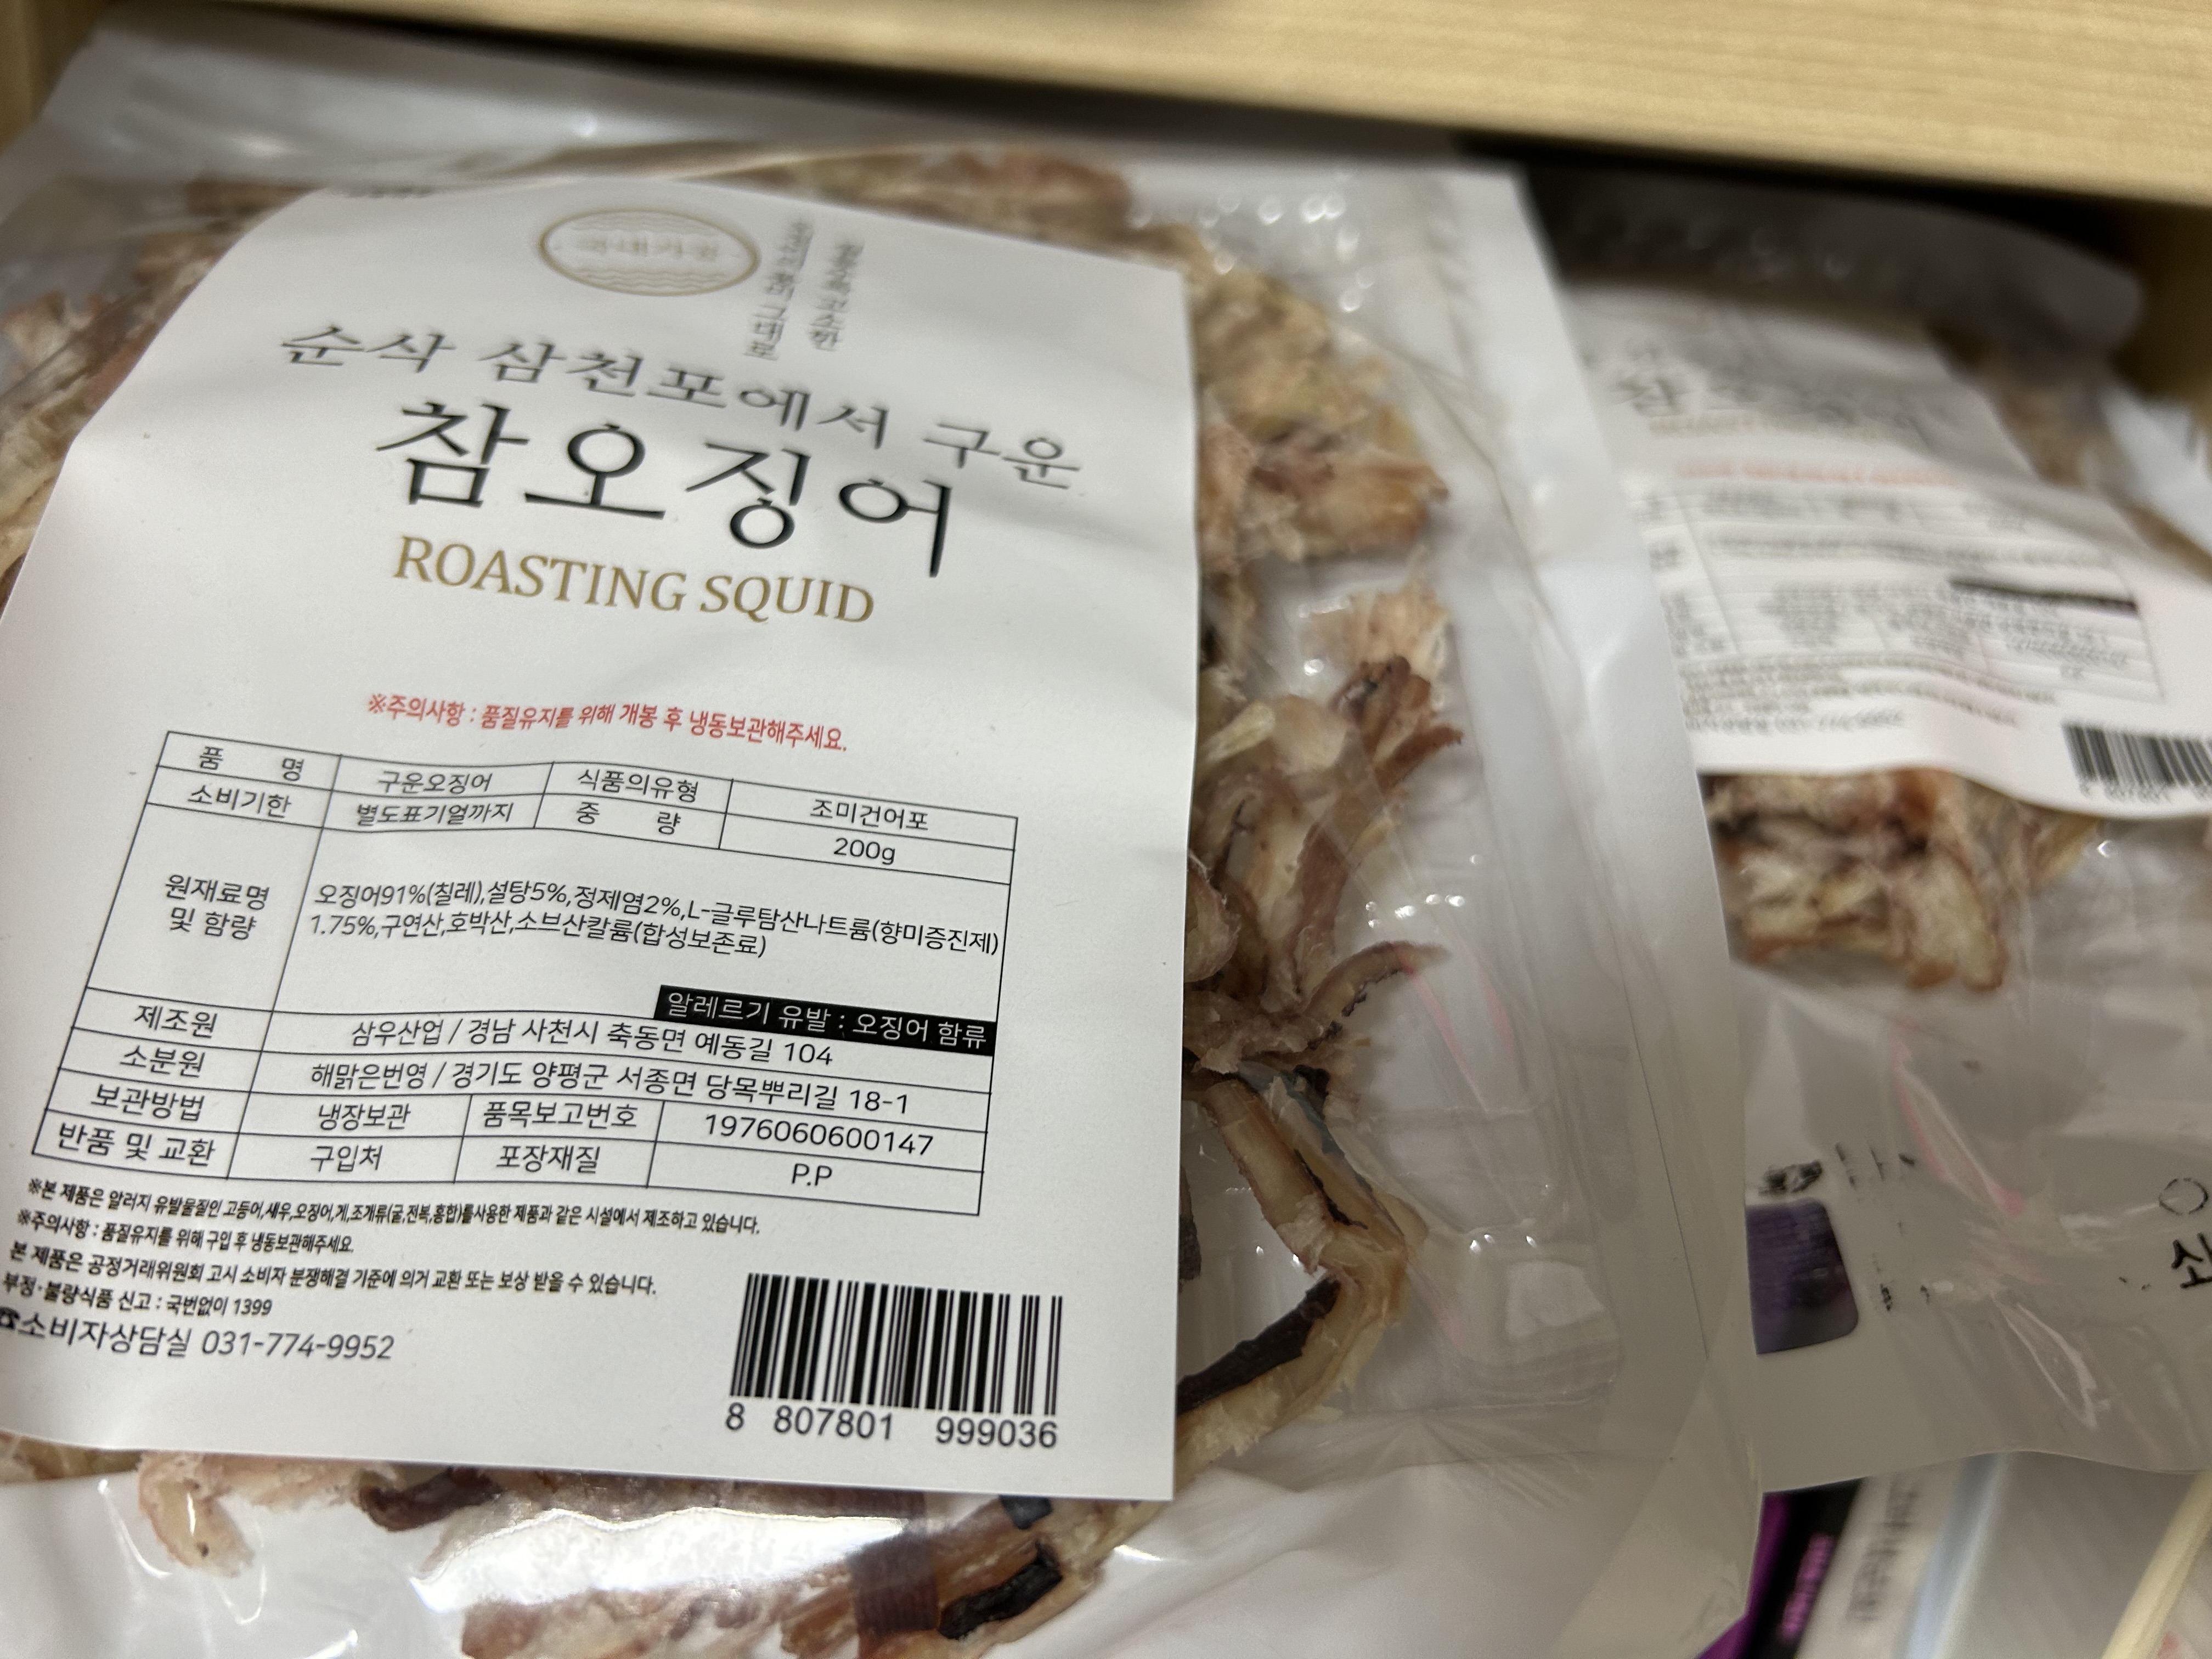 국내가공
순삭 삼천포에서 구운
참오징어
ROASTING SQUID
※주의사항 : 품질유지를 위해 개봉 후 냉동보관해주세요.
품 명 구운오징어 식품의유형 조미건어포
소비기한 별도표기얼까지 중 량 200g
원재료명 및 함량
오징어91%(칠레),설탕5%,정제염2%,L-글루탐산나트륨(향미증진제)
1.75%,구연산,호박산,소브산칼륨(합성보존료)
알레르기 유발 : 오징어 함류
제조원 삼우산업 / 경남 사천시 축동면 예동길 104
소분원 해맑은번영 / 경기도 양평군 서종면 당목뿌리길 18-1
보관방법 냉장보관 품목보고번호 1976060600147
반품 및 교환 구입처 포장재질 P.P
※본 제품은 알러지 유발물질인 고등어,새우,오징어,게,조개류(굴,전복,홍합)를사용한 제품과 같은 시설에서 제조하고 있습니다.
※주의사항 : 품질유지를 위해 구입 후 냉동보관해주세요.
본 제품은 공정거래위원회 고시 소비자 분쟁해결 기준에 의거 교환 또는 보상 받을 수 있습니다.
부정·불량식품 신고 : 국번없이 1399
☎소비자상담실 031-774-9952
8 807801 999036